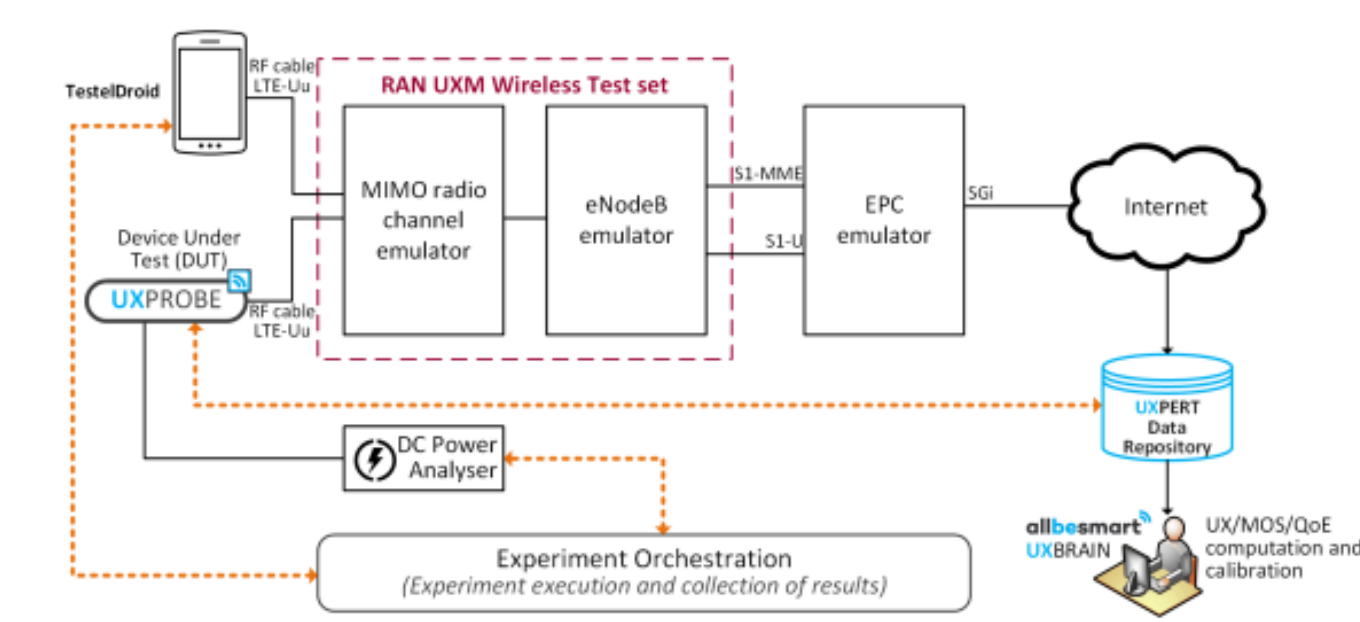 TestelDroid
RF cable
LTE-Uu
RAN UXM Wireless Test set
MIMO radio
channel
emulator
eNodeB
emulator
S1-MME
S1-U
EPC
emulator
SGi
Internet
Device Under
Test (DUT)
UXPROBE
RF cable
LTE-Uu
UXPERT
Data
Repository
DC Power
Analyser
Experiment Orchestration
(Experiment execution and collection of results)
allbesmart
UXBRAIN
UX/MOS/QoE
computation and
calibration